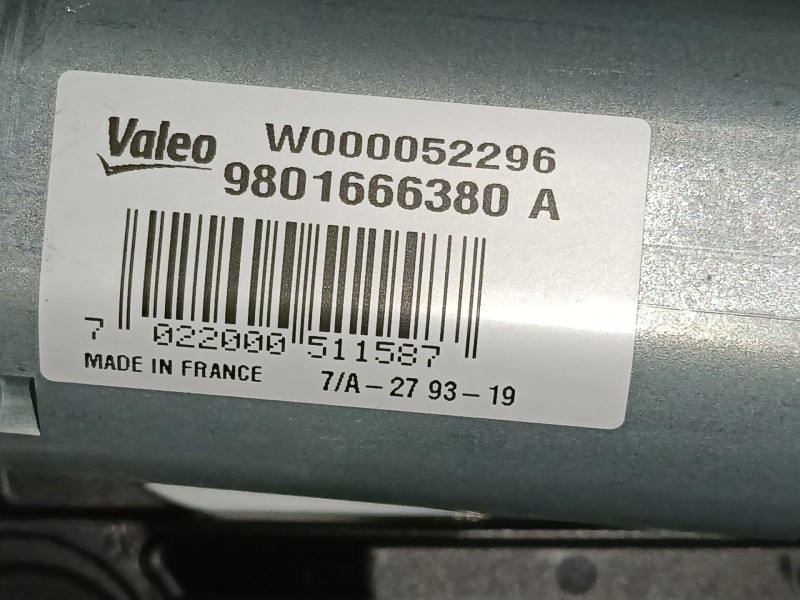 Valeo W000052296
9801666380 A
7 022000 511587
MADE IN FRANCE 7/A-27 93-19